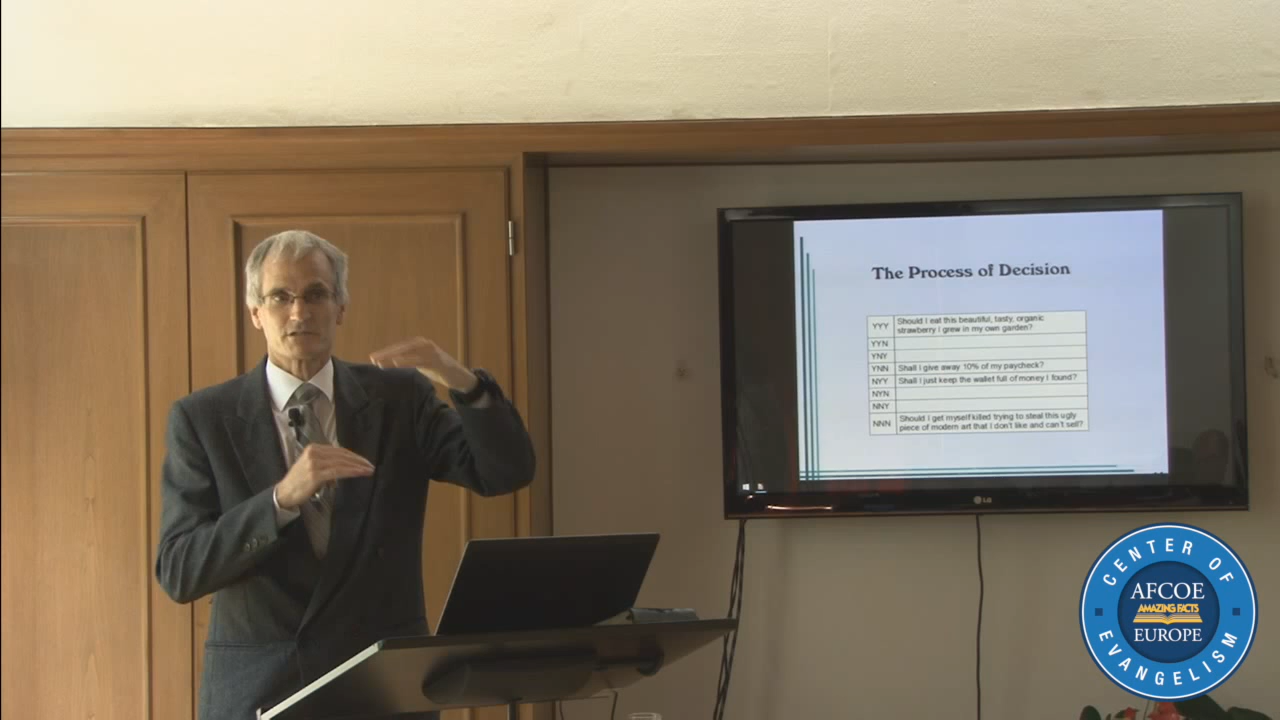 The Process of Decision
YYY Should I eat this beautiful, tasty, organic
strawberry I grew in my own garden?
YYN
YNY
YNN Shall I give away 10% of my paycheck?
NYY Shall I just keep the wallet full of money I found?
NYN
NNY
NNN Should I get myself killed trying to steal this ugly
piece of modern art that I don't like and can't sell?
LG
CENTER OF
AFCOE
AMAZING FACTS
EUROPE
EVANGELISM